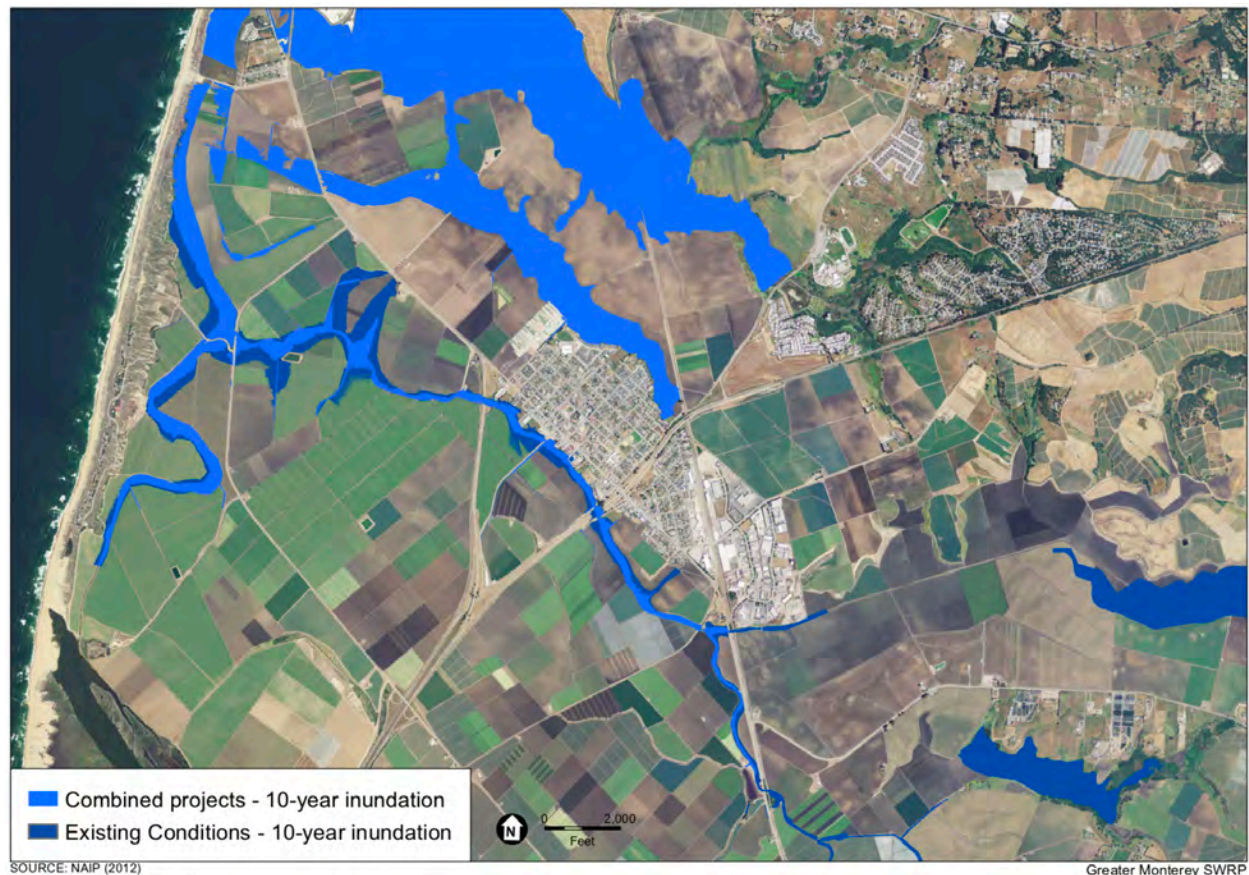 Combined projects - 10-year inundation
Existing Conditions - 10-year inundation
N
0 2,000
Feet
SOURCE: NAIP (2012)
Greater Monterey SWRP